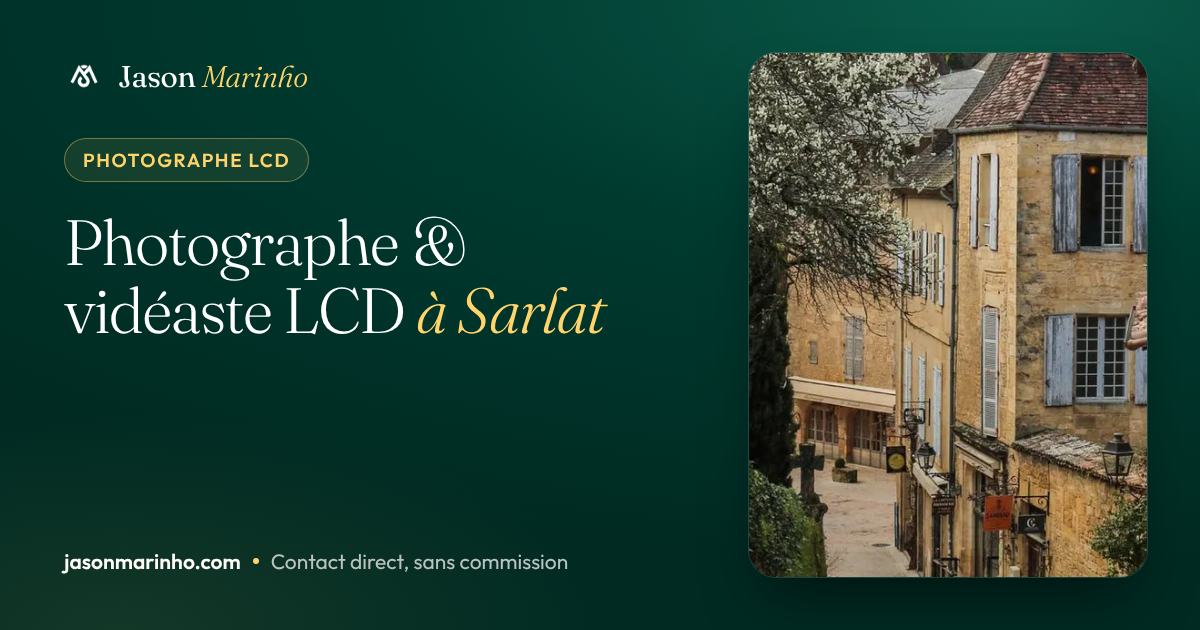 Jason Marinho
PHOTOGRAPHE LCD
Photographe &
vidéaste LCD à Sarlat
jasonmarinho.com • Contact direct, sans commission